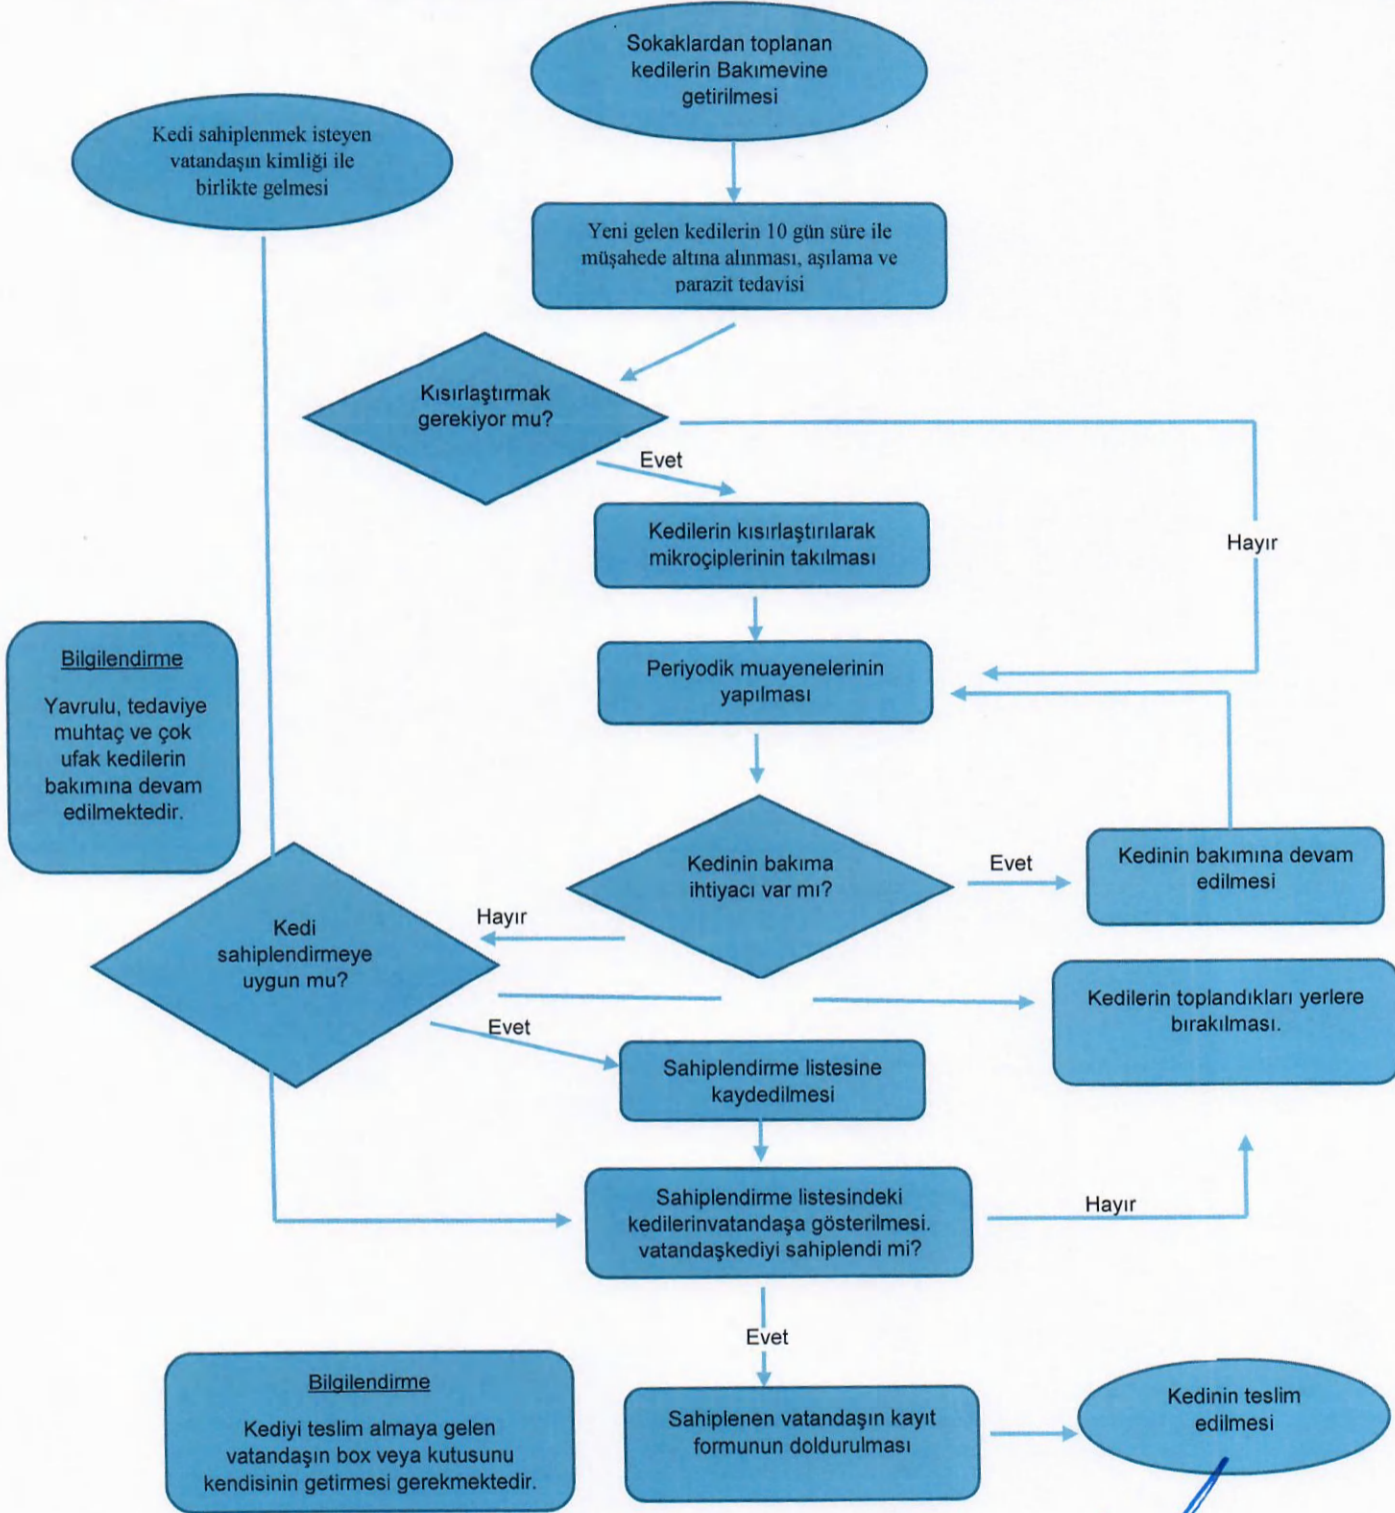 Sokaklardan toplanan
kedilerin Bakımevine
getirilmesi
Kedi sahiplenmek isteyen
vatandaşın kimliği ile
birlikte gelmesi
Yeni gelen kedilerin 10 gün süre ile
müşahede altına alınması, aşılama ve
parazit tedavisi
Kısırlaştırmak
gerekiyor mu?
Evet
Hayır
Kedilerin kısırlaştırılarak
mikroçiplerinin takılması
Bilgilendirme
Yavrulu, tedaviye
muhtaç ve çok
ufak kedilerin
bakımına devam
edilmektedir.
Periyodik muayenelerinin
yapılması
Kedinin bakıma
ihtiyacı var mı?
Evet
Kedinin bakımına devam
edilmesi
Hayır
Kedi
sahiplendirmeye
uygun mu?
Kedilerin toplandıkları yerlere
bırakılması.
Evet
Sahiplendirme listesine
kaydedilmesi
Sahiplendirme listesindeki
kedilerinvatandaşa gösterilmesi.
vatandaşkediyi sahiplendi mi?
Hayır
Evet
Bilgilendirme
Kediyi teslim almaya gelen
vatandaşın box veya kutusunu
kendisinin getirmesi gerekmektedir.
Sahiplenen vatandaşın kayıt
formunun doldurulması
Kedinin teslim
edilmesi